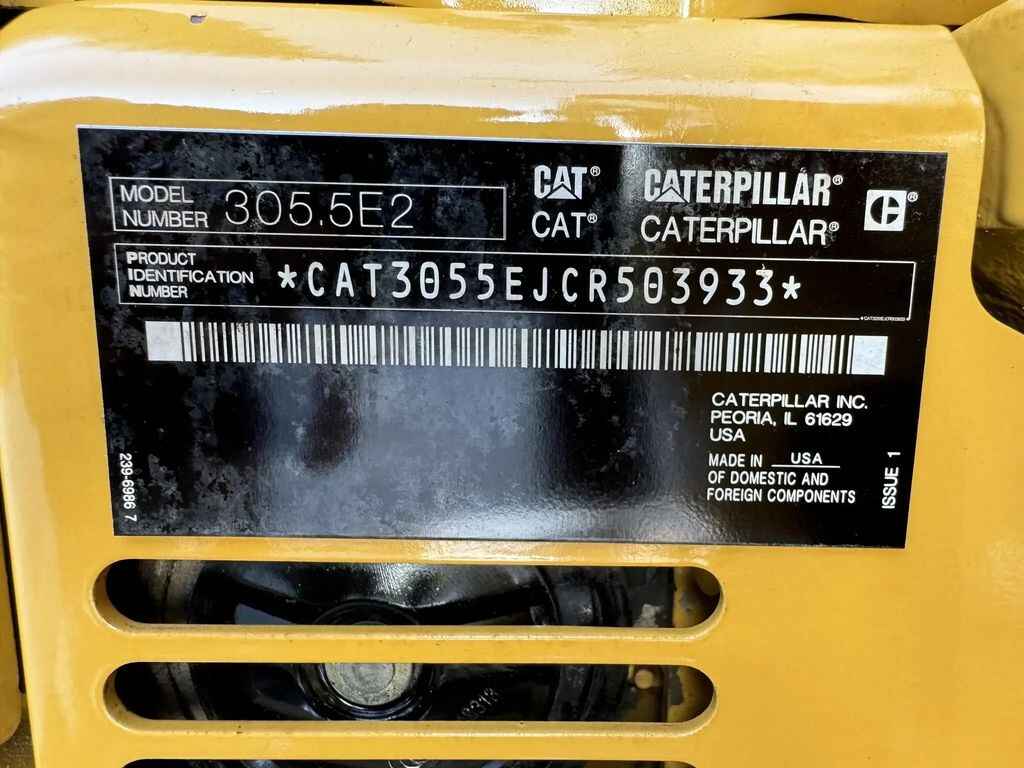 MODEL
NUMBER 305.5E2
CAT® CATERPILLAR®
CAT® CATERPILLAR® C®
PRODUCT
IDENTIFICATION
NUMBER
*CAT3055EJCR503933*
*CAT3055EJCR503933*
CATERPILLAR INC.
PEORIA, IL 61629
USA
MADE IN USA
OF DOMESTIC AND
FOREIGN COMPONENTS
239-6986 7
ISSUE 1